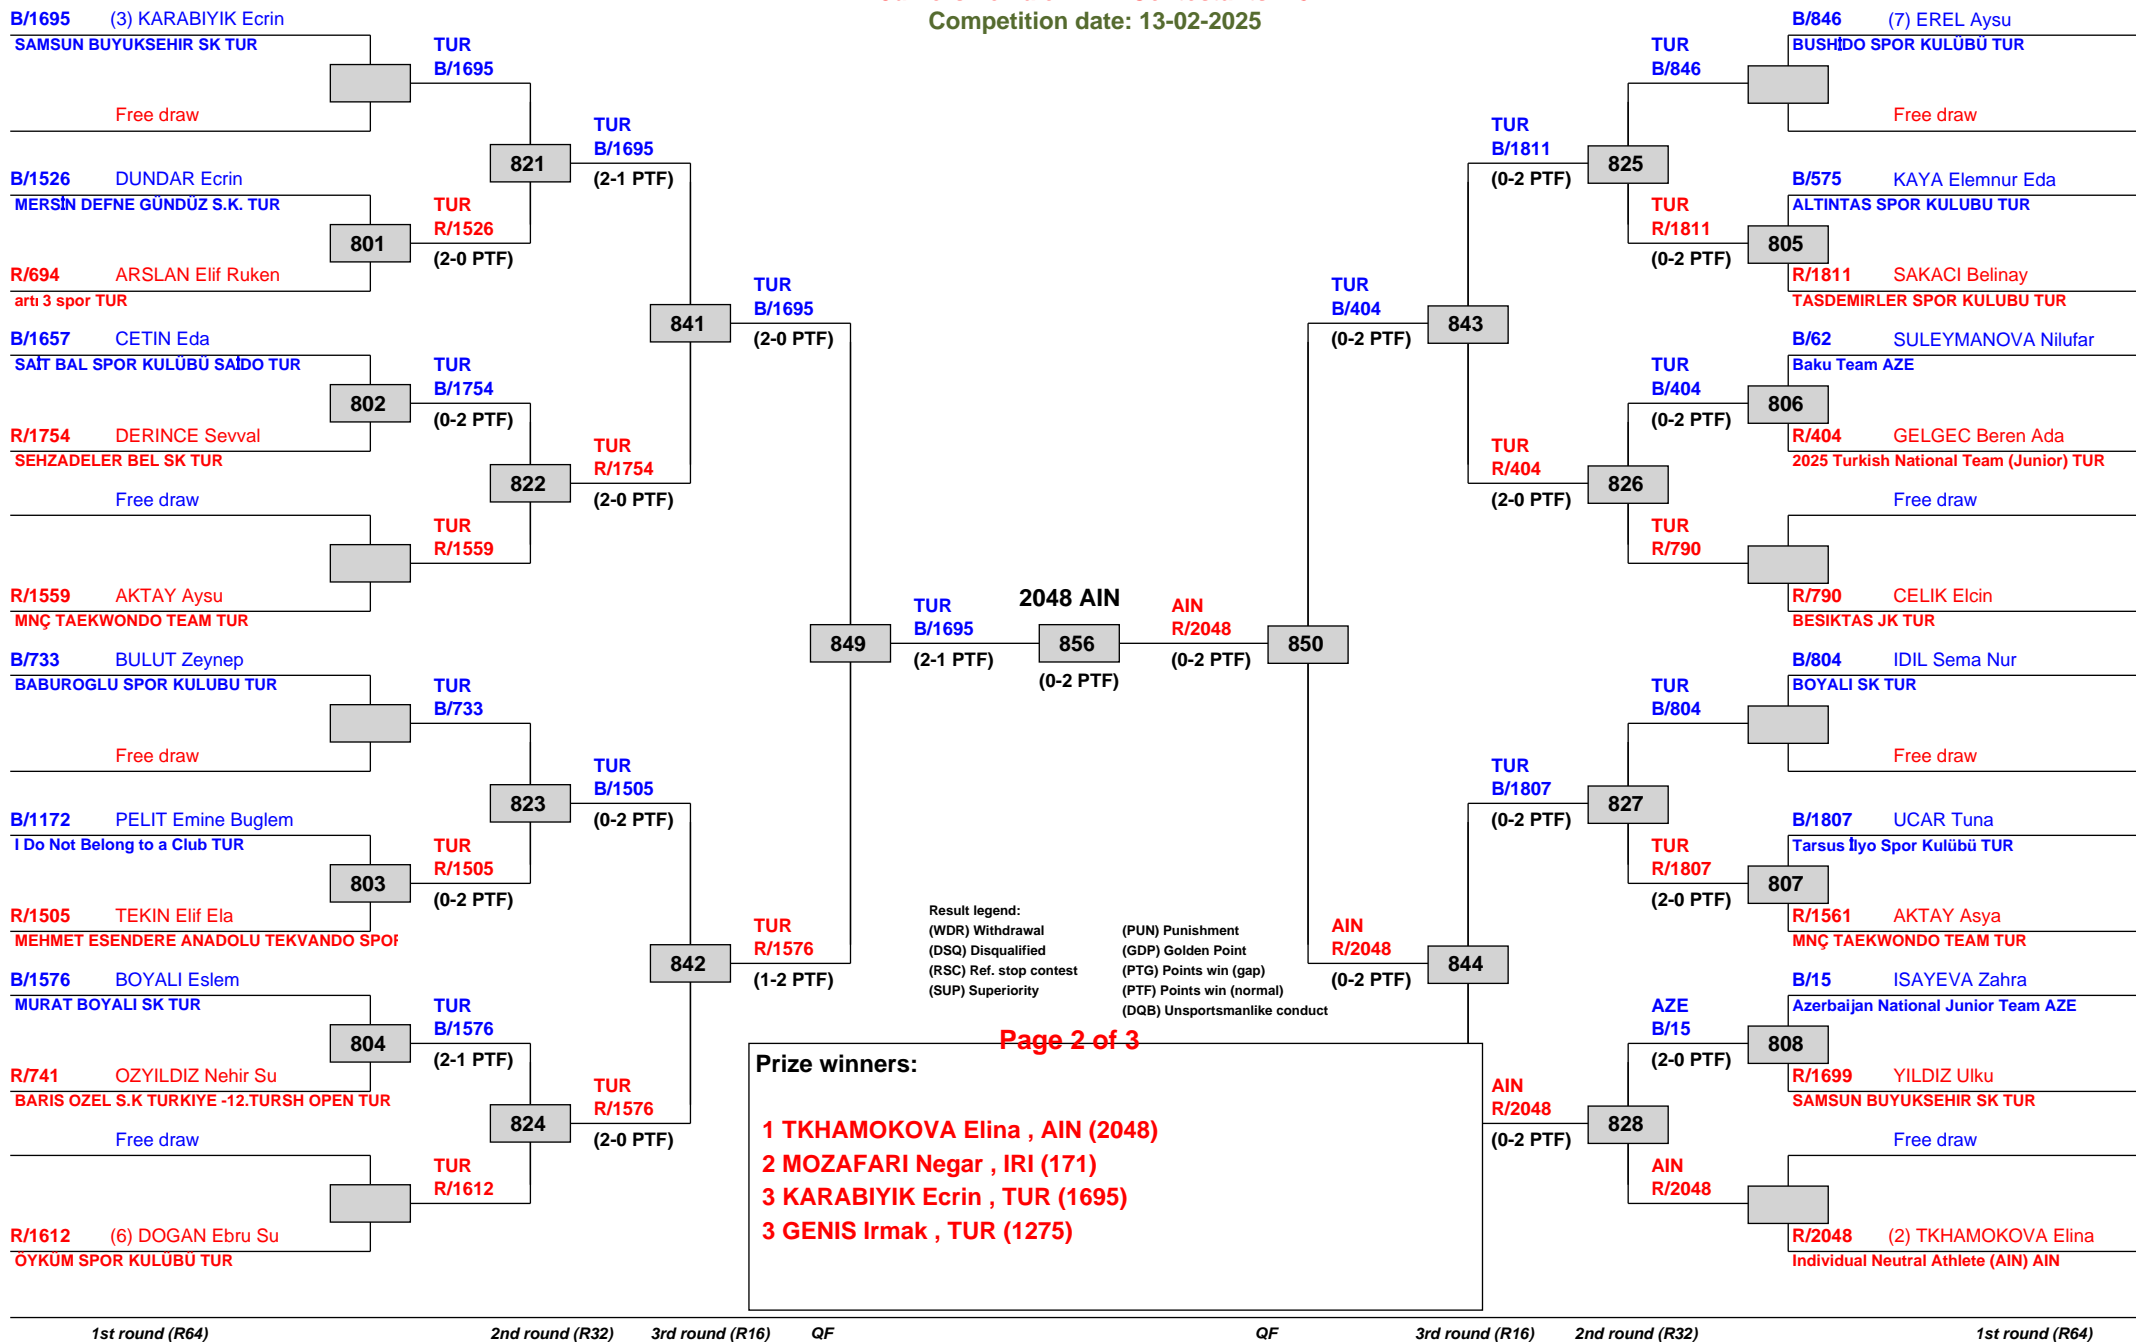 Competition date: 13-02-2025
B/1695 (3) KARABIYIK Ecrin
SAMSUN BUYUKSEHIR SK TUR
Free draw
B/1526 DUNDAR Ecrin
MERSİN DEFNE GÜNDÜZ S.K. TUR
R/694 ARSLAN Elif Ruken
artı 3 spor TUR
B/1657 CETIN Eda
SAİT BAL SPOR KULÜBÜ SAİDO TUR
R/1754 DERINCE Sevval
SEHZADELER BEL SK TUR
Free draw
R/1559 AKTAY Aysu
MNÇ TAEKWONDO TEAM TUR
B/733 BULUT Zeynep
BABUROGLU SPOR KULUBU TUR
Free draw
B/1172 PELIT Emine Buglem
I Do Not Belong to a Club TUR
R/1505 TEKIN Elif Ela
MEHMET ESENDERE ANADOLU TEKVANDO SPOR
B/1576 BOYALI Eslem
MURAT BOYALI SK TUR
R/741 OZYILDIZ Nehir Su
BARIS OZEL S.K TURKIYE -12.TURSH OPEN TUR
Free draw
R/1612 (6) DOGAN Ebru Su
ÖYKÜM SPOR KULÜBÜ TUR
801
802
803
804
TUR
B/1695
TUR
R/1526
(2-0 PTF)
TUR
B/1754
(0-2 PTF)
TUR
R/1559
TUR
B/733
TUR
R/1505
(0-2 PTF)
TUR
B/1576
(2-1 PTF)
TUR
R/1612
821
822
823
824
TUR
B/1695
(2-1 PTF)
TUR
R/1754
(2-0 PTF)
TUR
B/1505
(0-2 PTF)
TUR
R/1576
(2-0 PTF)
841
842
TUR
B/1695
(2-0 PTF)
TUR
R/1576
(1-2 PTF)
849
TUR
B/1695
(2-1 PTF)
2048 AIN
856
(0-2 PTF)
AIN
R/2048
(0-2 PTF)
850
TUR
B/404
(0-2 PTF)
AIN
R/2048
(0-2 PTF)
843
844
TUR
B/1811
(0-2 PTF)
TUR
R/404
(2-0 PTF)
TUR
B/1807
(0-2 PTF)
AIN
R/2048
(0-2 PTF)
825
826
827
828
TUR
B/846
TUR
R/1811
(0-2 PTF)
TUR
B/404
(0-2 PTF)
TUR
R/790
TUR
B/804
TUR
R/1807
(2-0 PTF)
AZE
B/15
(2-0 PTF)
AIN
R/2048
805
806
807
808
B/846 (7) EREL Aysu
BUSHİDO SPOR KULÜBÜ TUR
Free draw
B/575 KAYA Elemnur Eda
ALTINTAS SPOR KULUBU TUR
R/1811 SAKACI Belinay
TASDEMIRLER SPOR KULUBU TUR
B/62 SULEYMANOVA Nilufar
Baku Team AZE
R/404 GELGEC Beren Ada
2025 Turkish National Team (Junior) TUR
Free draw
R/790 CELIK Elcin
BESIKTAS JK TUR
B/804 IDIL Sema Nur
BOYALI SK TUR
Free draw
B/1807 UCAR Tuna
Tarsus İlyo Spor Kulübü TUR
R/1561 AKTAY Asya
MNÇ TAEKWONDO TEAM TUR
B/15 ISAYEVA Zahra
Azerbaijan National Junior Team AZE
R/1699 YILDIZ Ulku
SAMSUN BUYUKSEHIR SK TUR
Free draw
R/2048 (2) TKHAMOKOVA Elina
Individual Neutral Athlete (AIN) AIN
Result legend:
(WDR) Withdrawal (PUN) Punishment
(DSQ) Disqualified (GDP) Golden Point
(RSC) Ref. stop contest (PTG) Points win (gap)
(SUP) Superiority (PTF) Points win (normal)
(DQB) Unsportsmanlike conduct
Page 2 of 3
Prize winners:
1 TKHAMOKOVA Elina , AIN (2048)
2 MOZAFARI Negar , IRI (171)
3 KARABIYIK Ecrin , TUR (1695)
3 GENIS Irmak , TUR (1275)
1st round (R64) 2nd round (R32) 3rd round (R16) QF QF 3rd round (R16) 2nd round (R32) 1st round (R64)